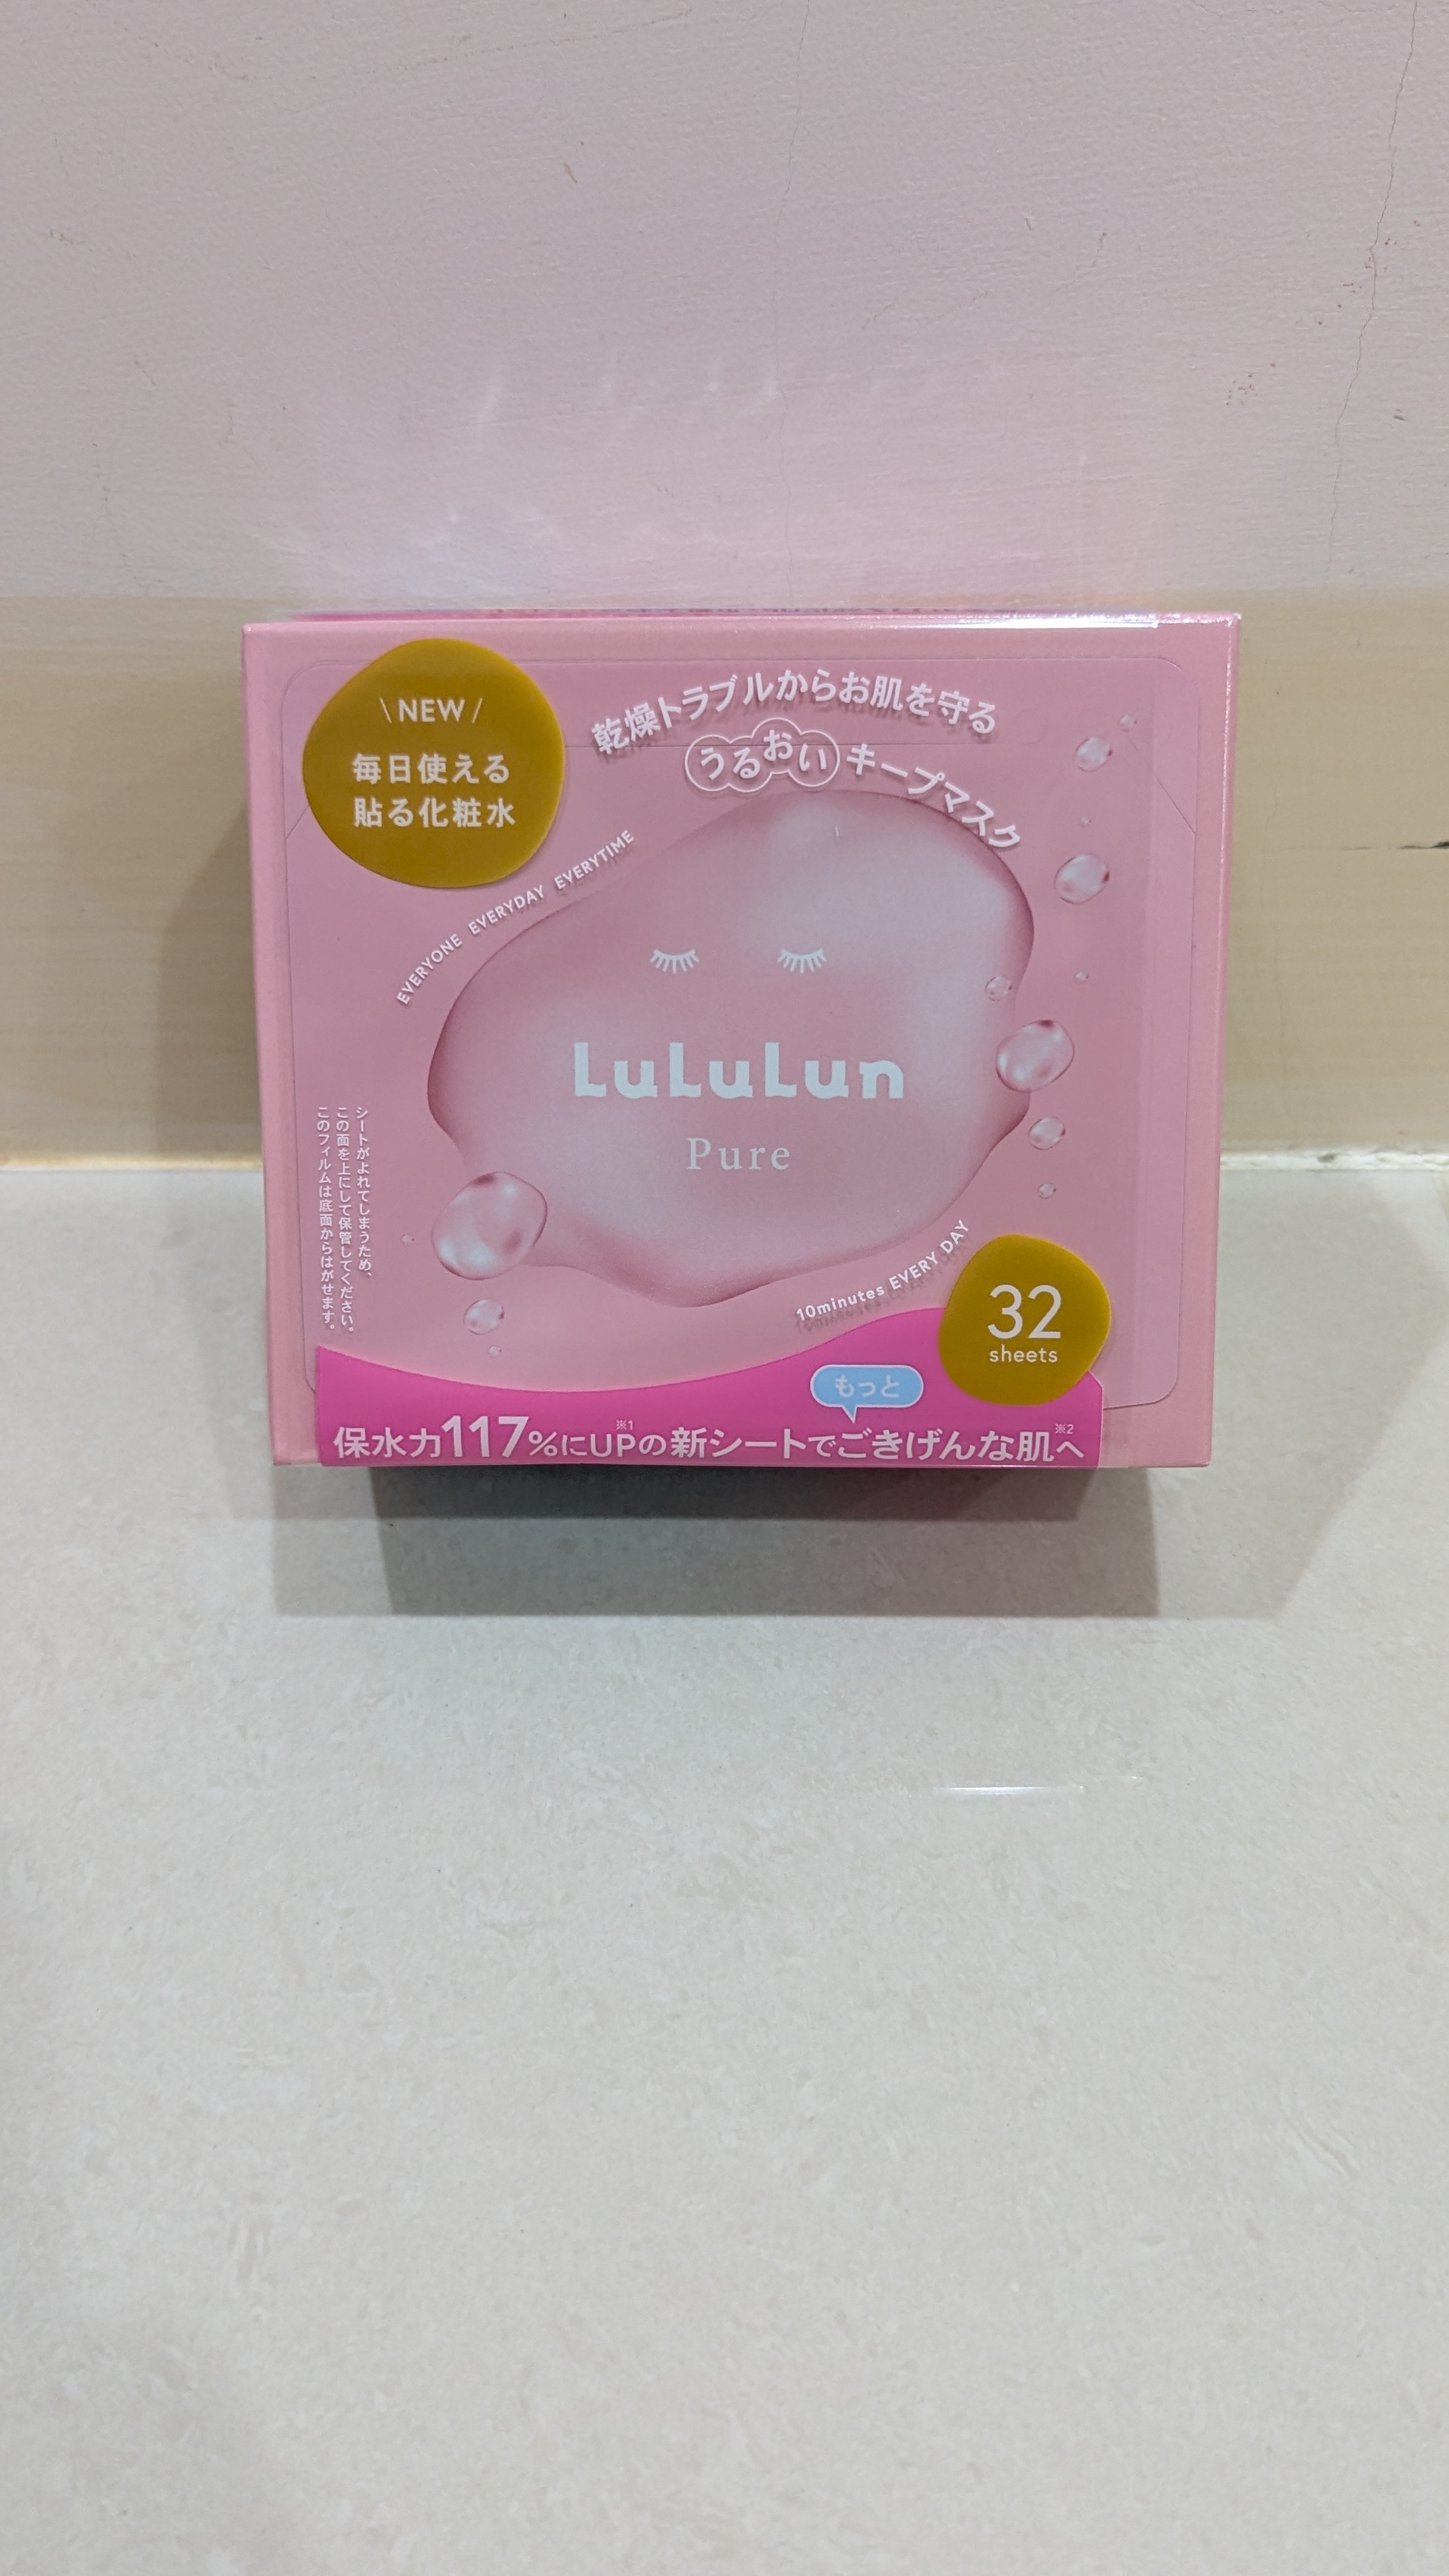 \ NEW /
毎日使える
貼る化粧水
乾燥トラブルからお肌を守る
うるおいキープマスク
EVERYONE EVERYDAY EVERYTIME
LuLuLun
Pure
シートがよれてしまうため、
この面を上にして保管してください。
このフィルムは底面からはがせます。
10minutes EVERY DAY
32
sheets
もっと
保水力117%にUP※1の新シートでごきげんな肌※2へ